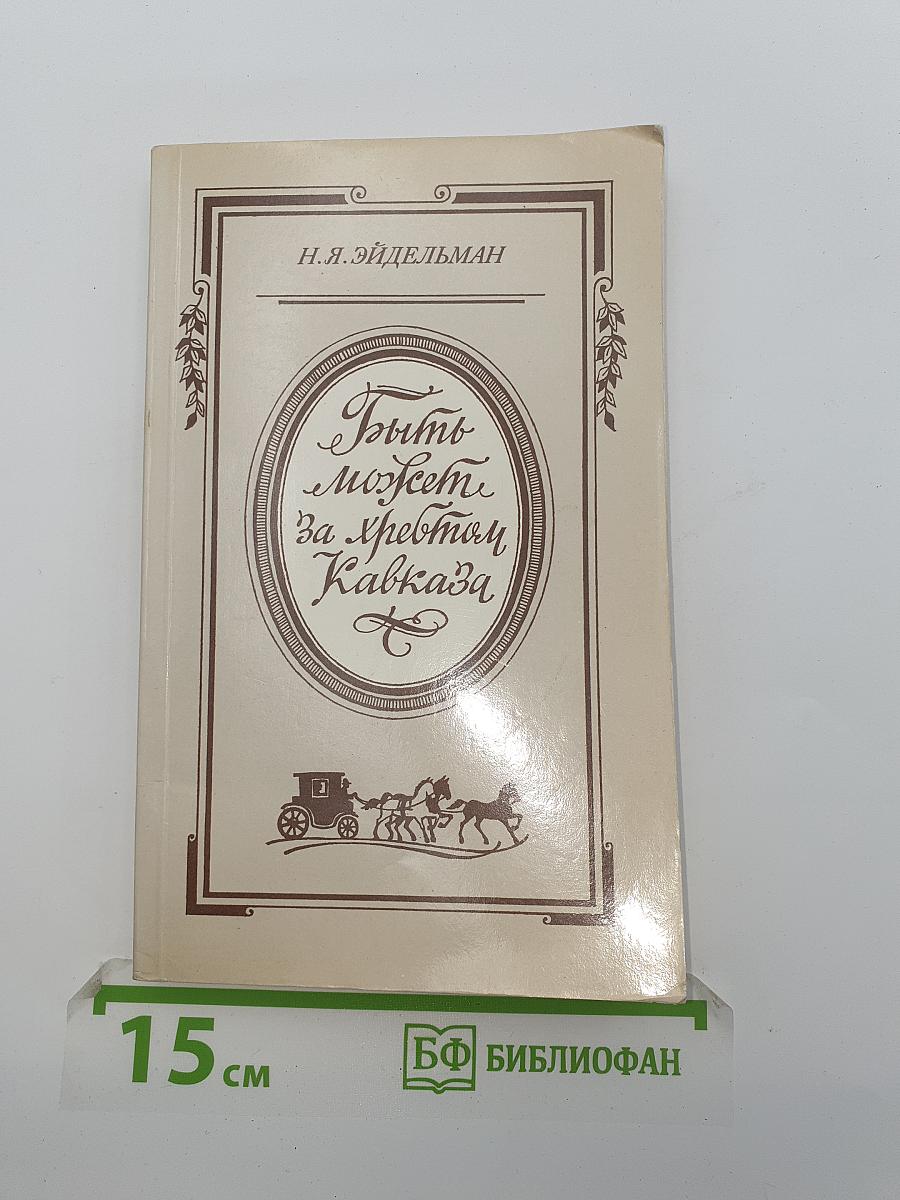 Н.Я.ЭЙДЕЛЬМАН
Быть
может
за хребтом
Кавказа
15 см
БФ БИБЛИОФАН